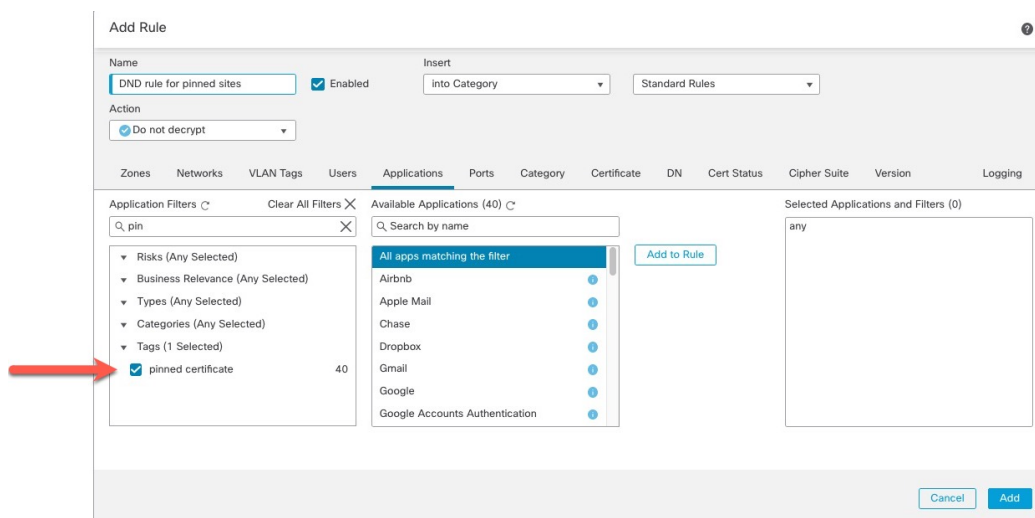 Add Rule
Name
Insert
DND rule for pinned sites
Enabled
into Category
Standard Rules
Action
Do not decrypt
Zones Networks VLAN Tags Users Applications Ports Category Certificate DN Cert Status Cipher Suite Version Logging
Application Filters Clear All Filters Available Applications (40) Selected Applications and Filters (0)
pin
Search by name
any
Risks (Any Selected)
Business Relevance (Any Selected)
Types (Any Selected)
Categories (Any Selected)
Tags (1 Selected)
pinned certificate 40
All apps matching the filter
Airbnb
Apple Mail
Chase
Dropbox
Gmail
Google
Google Accounts Authentication
Add to Rule
Cancel Add